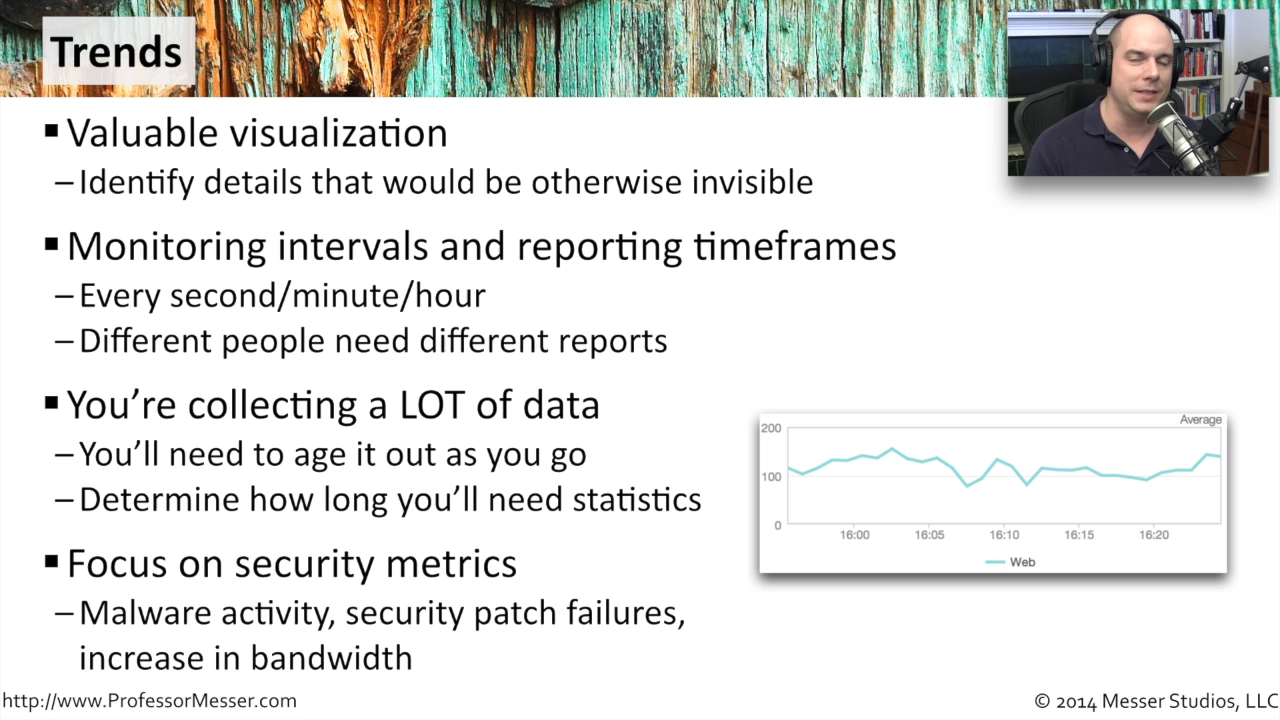 Trends
▪ Valuable visualization
– Identify details that would be otherwise invisible
▪ Monitoring intervals and reporting timeframes
– Every second/minute/hour
– Different people need different reports
▪ You’re collecting a LOT of data
– You’ll need to age it out as you go
– Determine how long you’ll need statistics
▪ Focus on security metrics
– Malware activity, security patch failures,
increase in bandwidth
Average
200
100
0
16:00 16:05 16:10 16:15 16:20
Web
http://www.ProfessorMesser.com
© 2014 Messer Studios, LLC